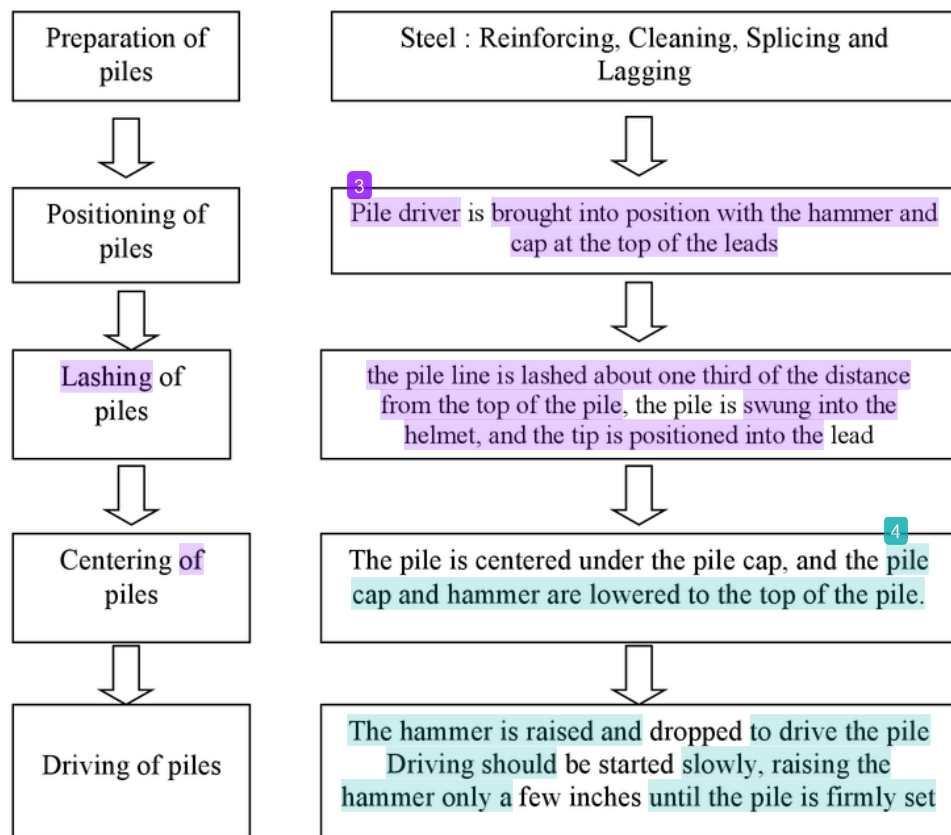 Preparation of
piles
Steel : Reinforcing, Cleaning, Splicing and
Lagging
Positioning of
piles
3
Pile driver is brought into position with the hammer and
cap at the top of the leads
Lashing of
piles
the pile line is lashed about one third of the distance
from the top of the pile, the pile is swung into the
helmet, and the tip is positioned into the lead
Centering of
piles
4
The pile is centered under the pile cap, and the pile
cap and hammer are lowered to the top of the pile.
Driving of piles
The hammer is raised and dropped to drive the pile
Driving should be started slowly, raising the
hammer only a few inches until the pile is firmly set